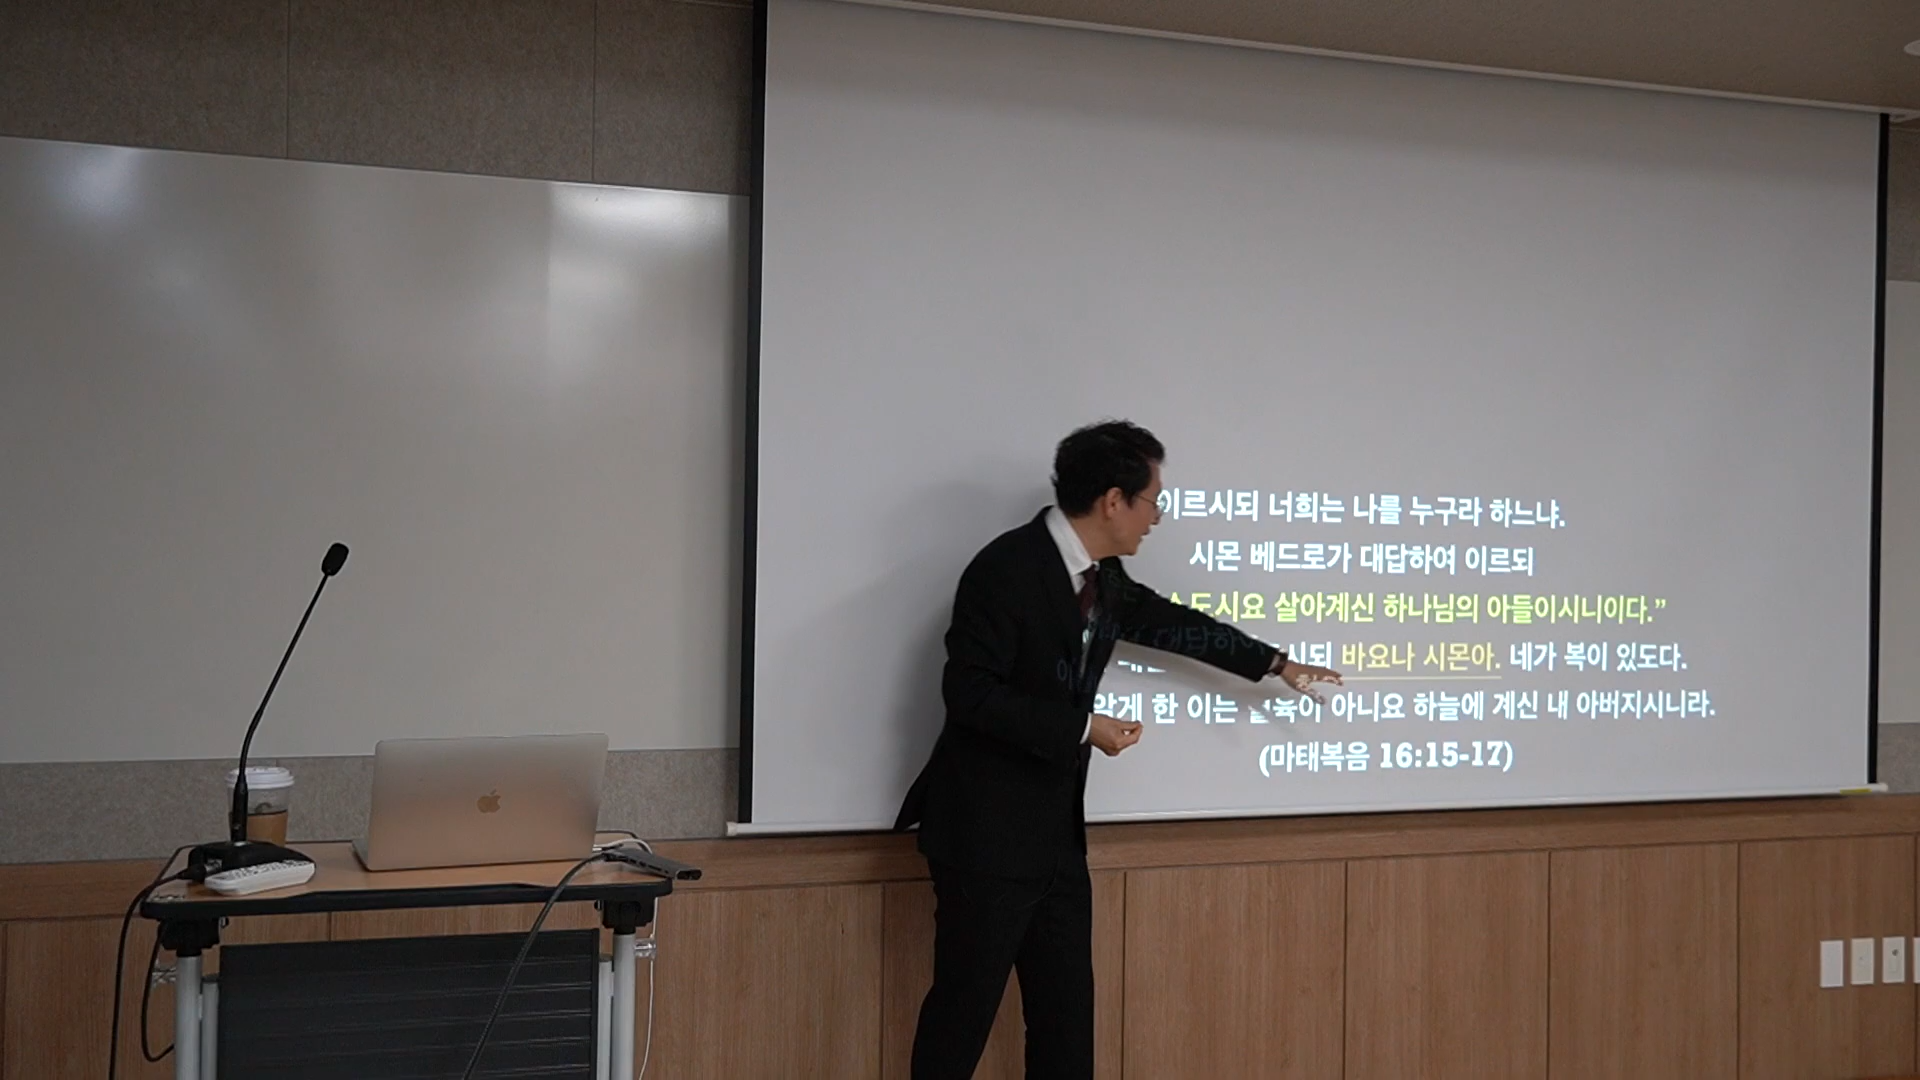 이르시되 너희는 나를 누구라 하느냐.
시몬 베드로가 대답하여 이르되
살아계신 하나님의 아들이시니이다.”
바요나 시몬아. 네가 복이 있도다.
알게 한 이는 혈육이 아니요 하늘에 계신 내 아버지시니라.
(마태복음 16:15-17)